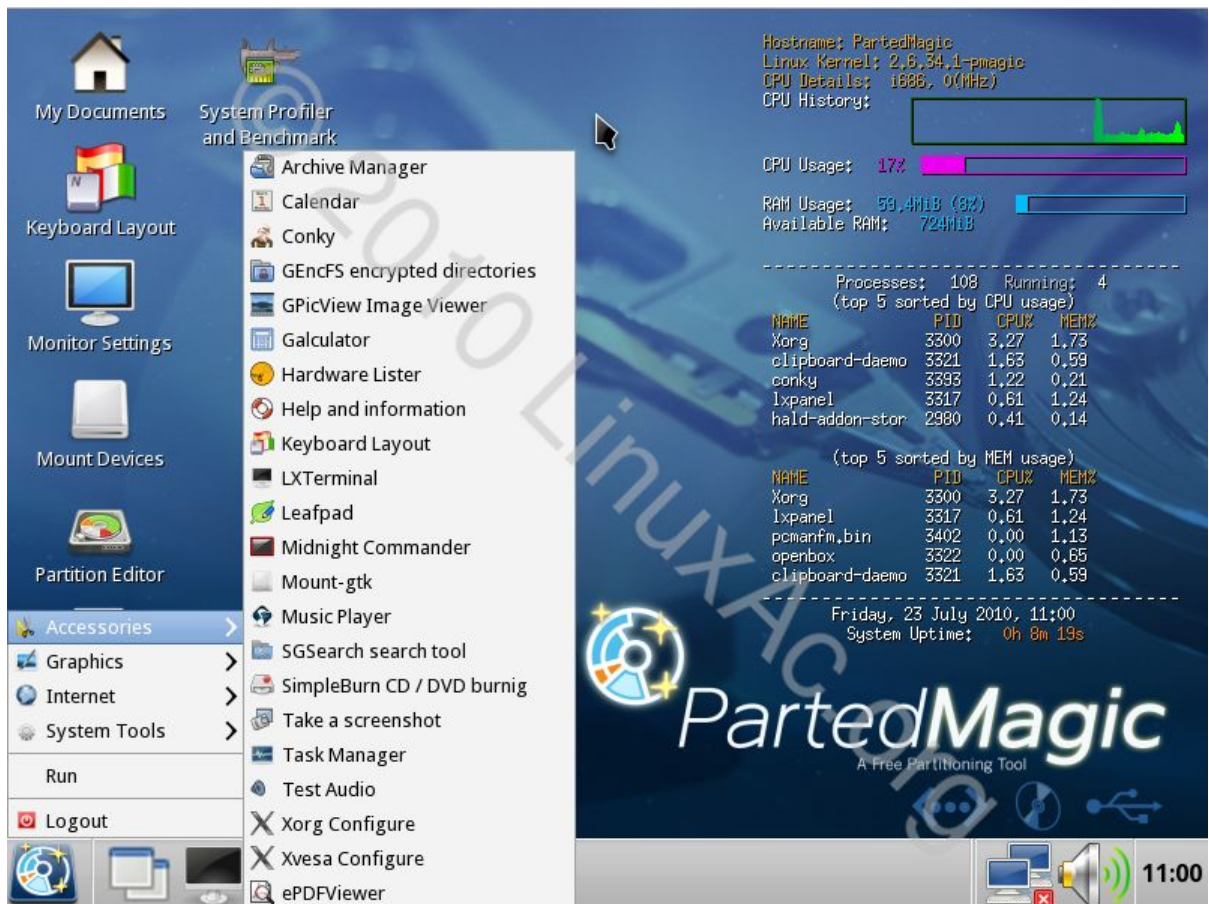 My Documents
System Profiler
and Benchmark
Keyboard Layout
Monitor Settings
Mount Devices
Partition Editor
Accessories
Graphics
Internet
System Tools
Run
Logout
Archive Manager
Calendar
Conky
GEncFS encrypted directories
GPicView Image Viewer
Galculator
Hardware Lister
Help and information
Keyboard Layout
LXTerminal
Leafpad
Midnight Commander
Mount-gtk
Music Player
SGSearch search tool
SimpleBurn CD / DVD burnig
Take a screenshot
Task Manager
Test Audio
Xorg Configure
Xvesa Configure
ePDFViewer
Hostname: PartedMagic
Linux Kernel: 2.6.34.1-pmagic
CPU Details: i686, 0(MHz)
CPU History:
CPU Usage: 17%
RAM Usage: 59.4MiB (8%)
Available RAM: 724MiB
Processes: 108 Running: 4
(top 5 sorted by CPU usage)
NAME PID CPU% MEM%
Xorg 3300 3.27 1.73
clipboard-daemo 3321 1.63 0.59
conky 3393 1.22 0.21
lxpanel 3317 0.61 1.24
hald-addon-stor 2980 0.41 0.14
(top 5 sorted by MEM usage)
NAME PID CPU% MEM%
Xorg 3300 3.27 1.73
lxpanel 3317 0.61 1.24
pcmanfm.bin 3402 0.00 1.13
openbox 3322 0.00 0.65
clipboard-daemo 3321 1.63 0.59
Friday, 23 July 2010, 11:00
System Uptime: 0h 8m 19s
PartedMagic
A Free Partitioning Tool
11:00
© 2010 LinuxAc.org